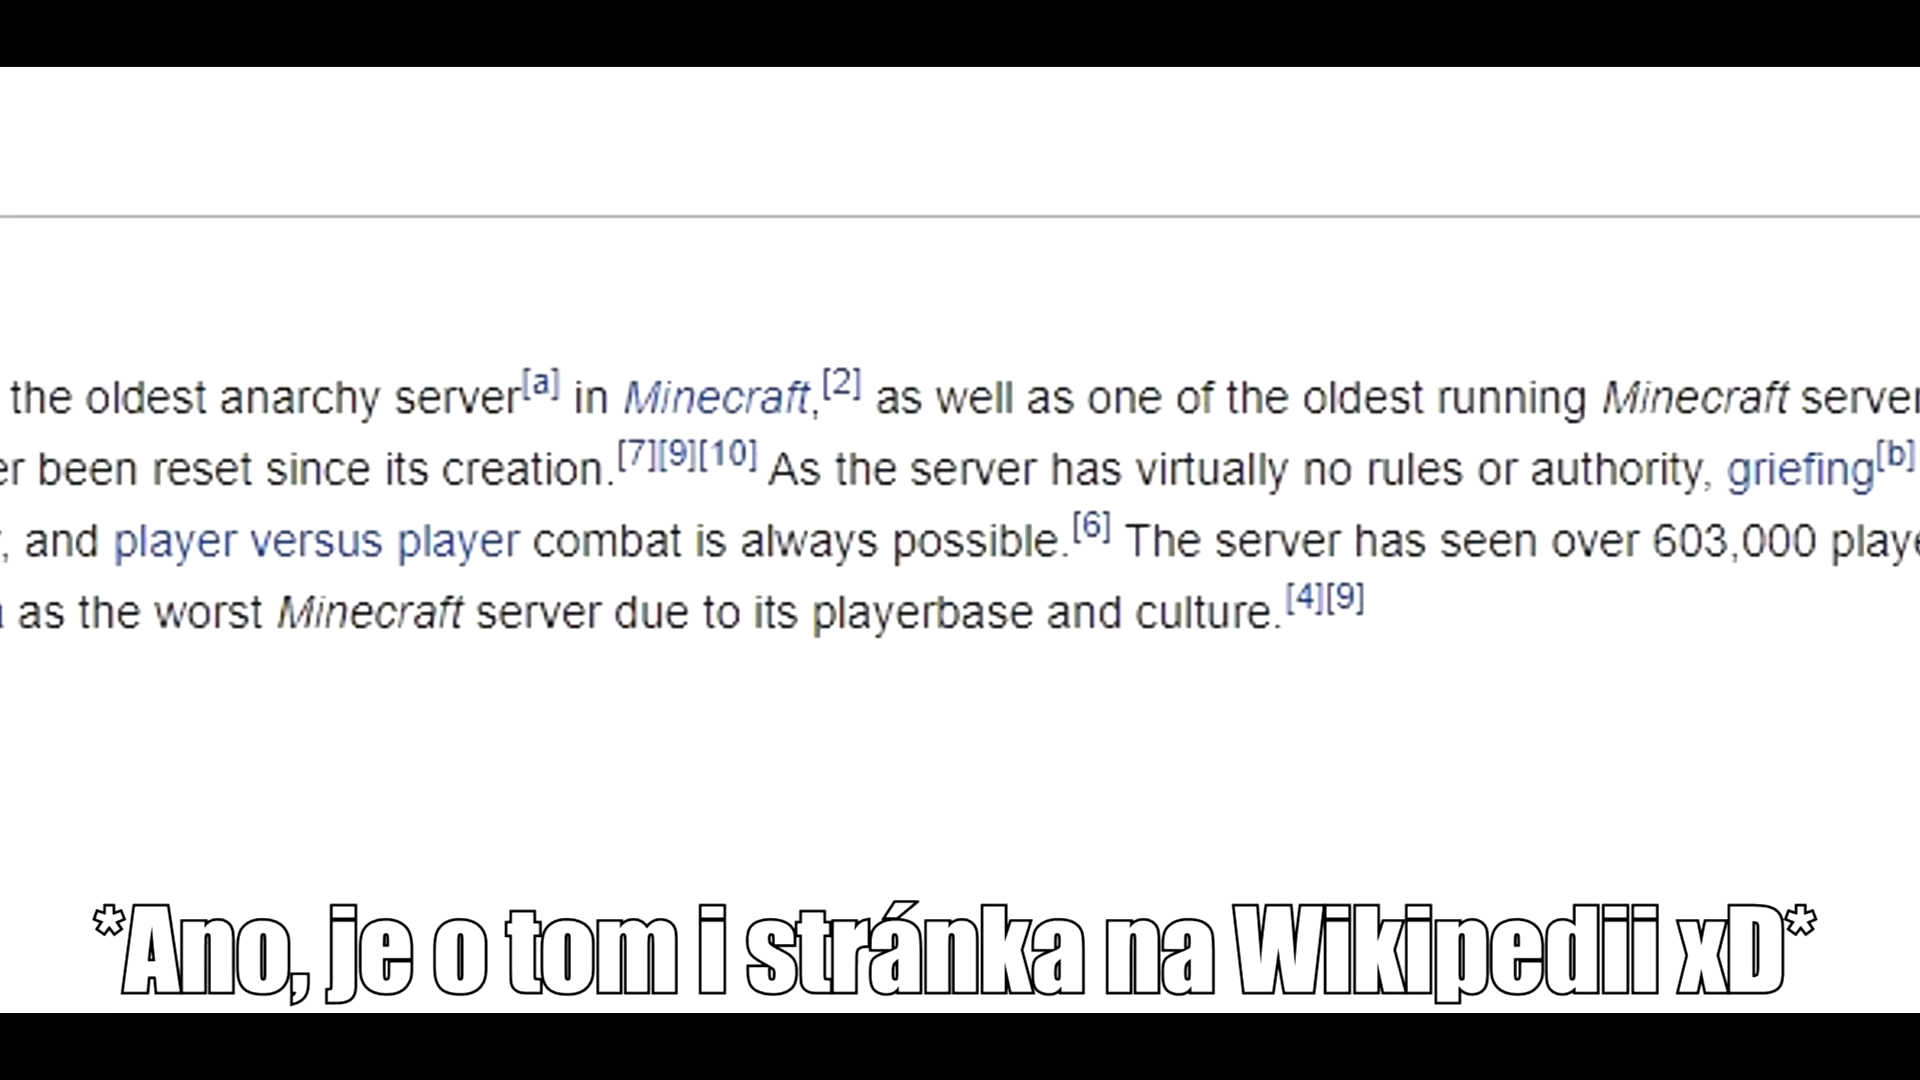 the oldest anarchy server[a] in Minecraft,[2] as well as one of the oldest running Minecraft server
er been reset since its creation.[7][9][10] As the server has virtually no rules or authority, griefing[b]
, and player versus player combat is always possible.[6] The server has seen over 603,000 playe
as the worst Minecraft server due to its playerbase and culture.[4][9]
*Ano, je o tom i stránka na Wikipedii xD*